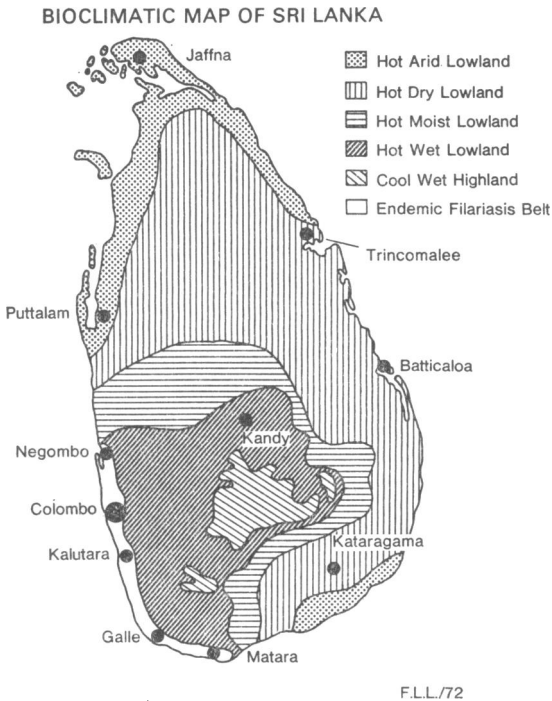 BIOCLIMATIC MAP OF SRI LANKA
Jaffna
Hot Arid Lowland
Hot Dry Lowland
Hot Moist Lowland
Hot Wet Lowland
Cool Wet Highland
Endemic Filariasis Belt
Trincomalee
Puttalam
Batticaloa
Kandy
Negombo
Colombo
Kataragama
Kalutara
Galle
Matara
F.L.L./72